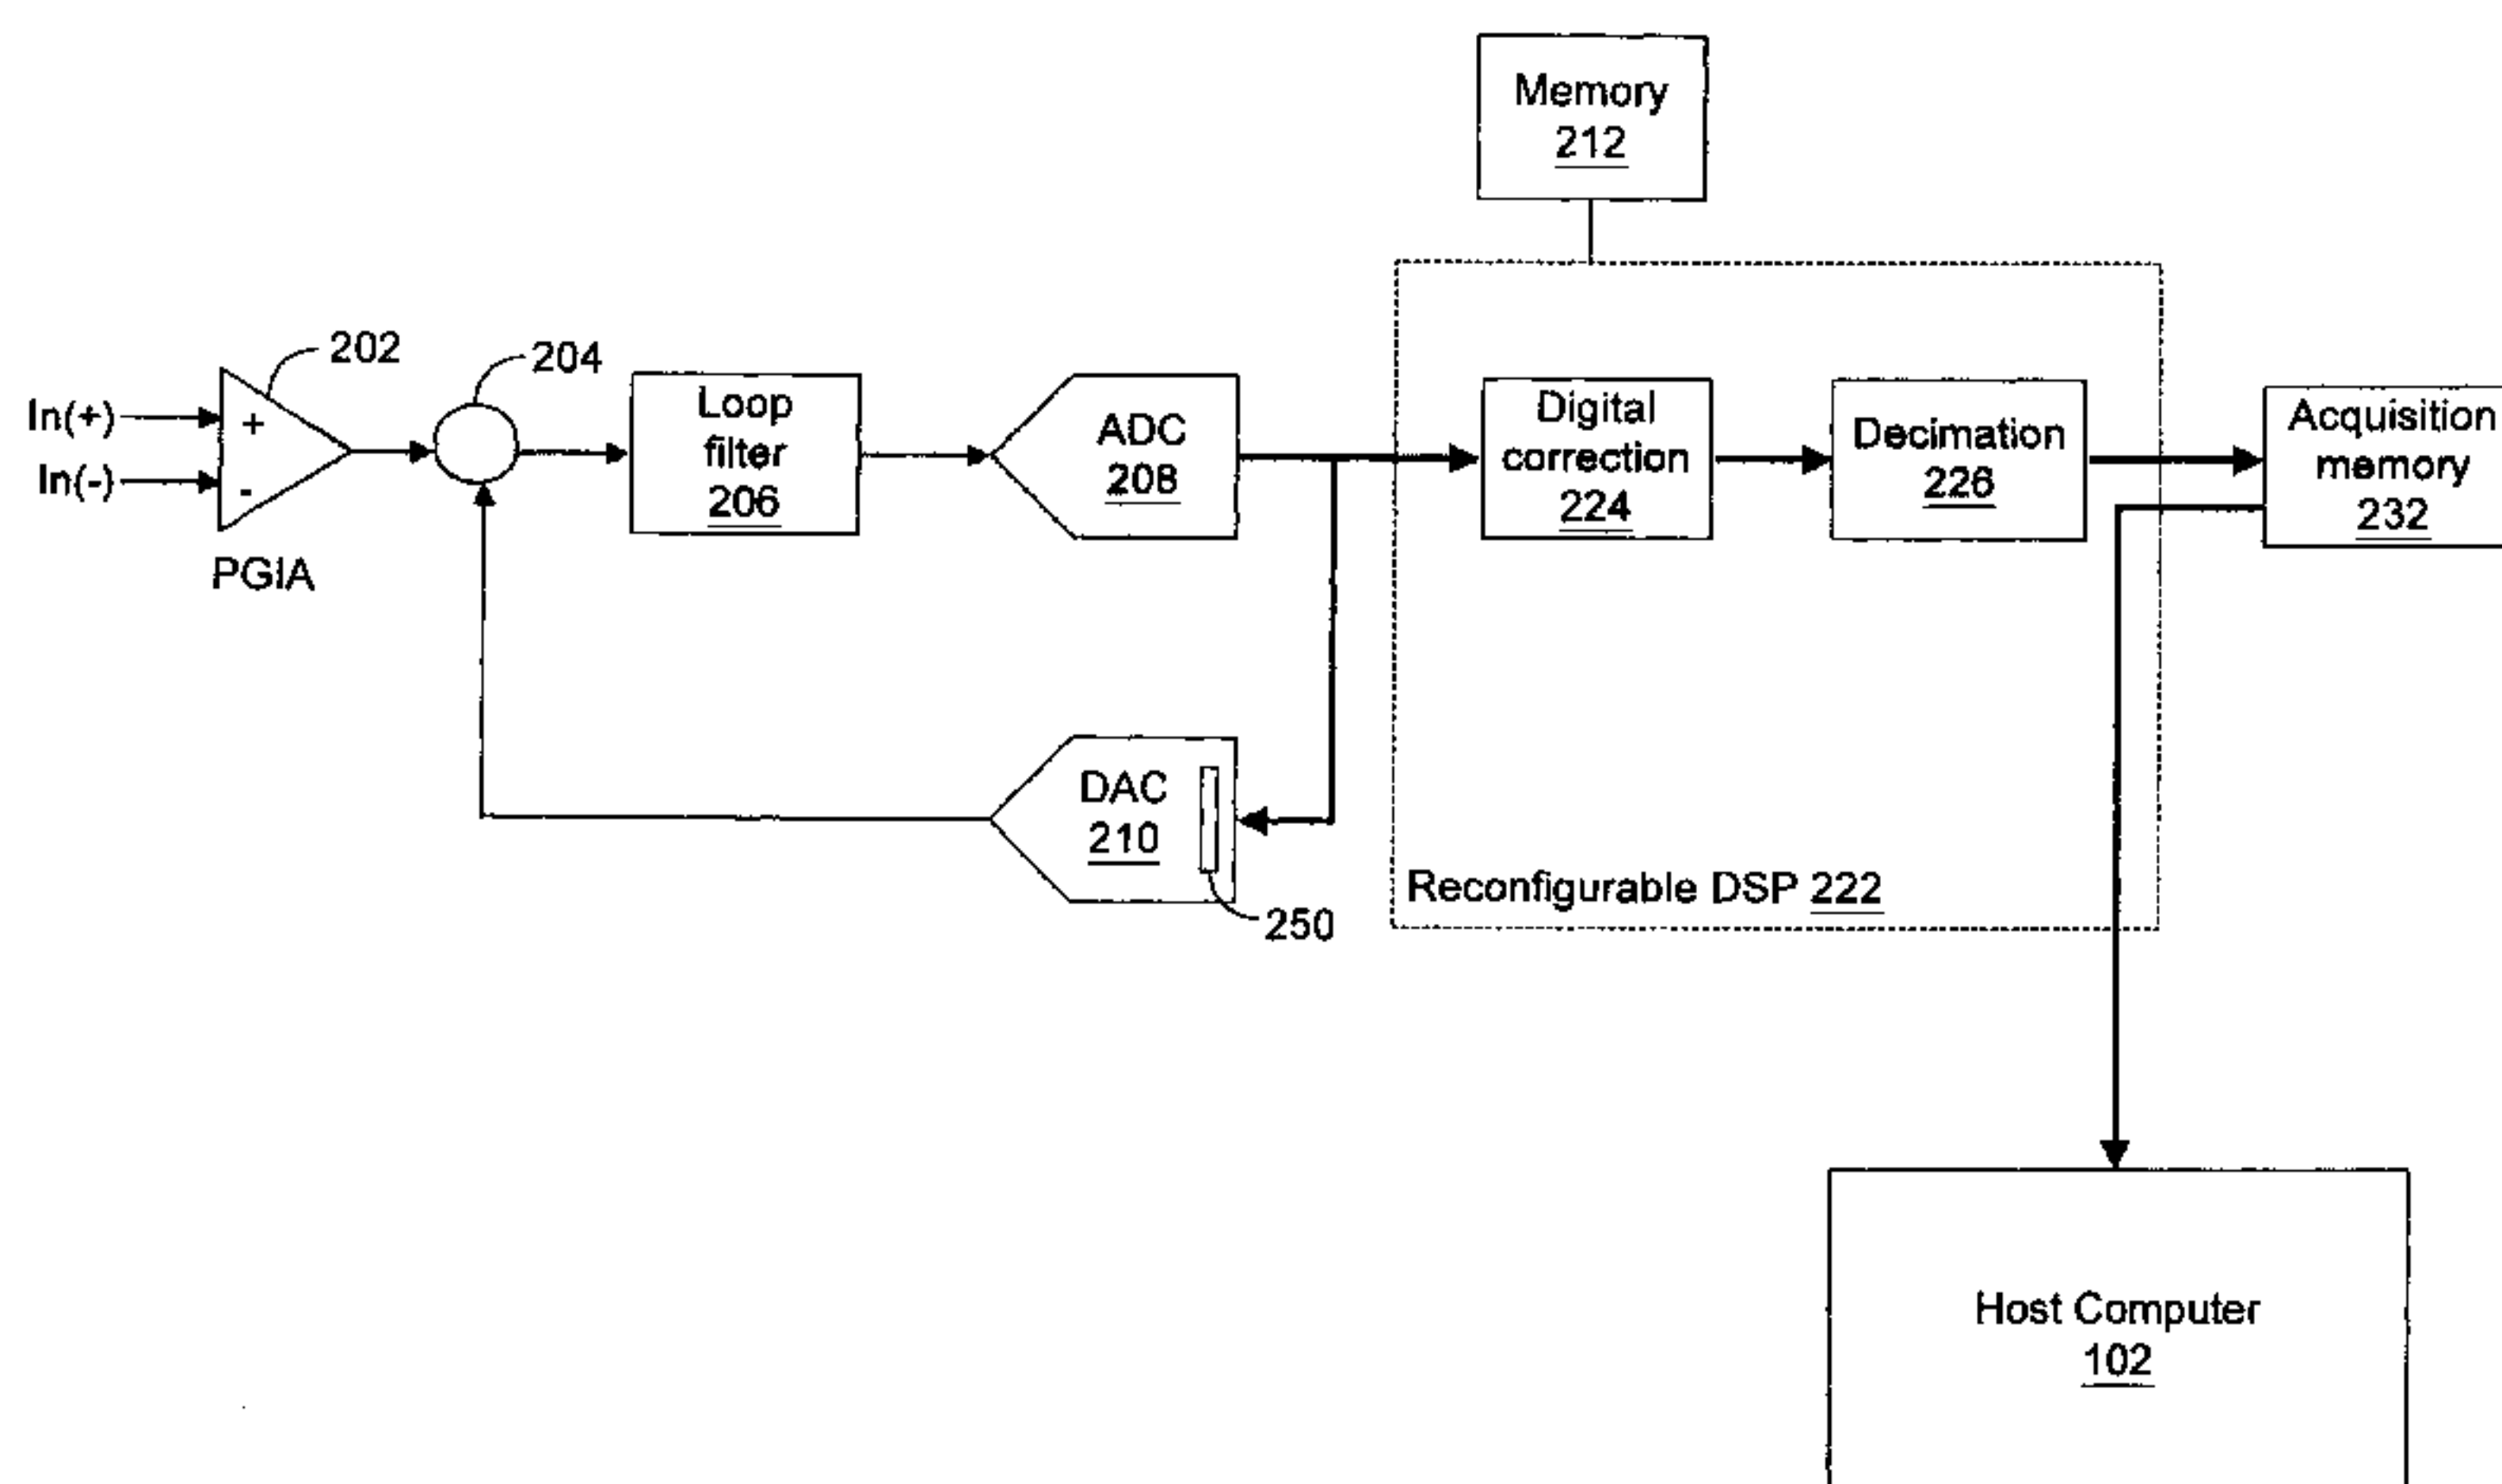 Memory
212
202
204
In(+)
In(-)
+
-
PGIA
Loop
filter
206
ADC
208
Digital
correction
224
Decimation
226
Acquisition
memory
232
DAC
210
250
Reconfigurable DSP 222
Host Computer
102